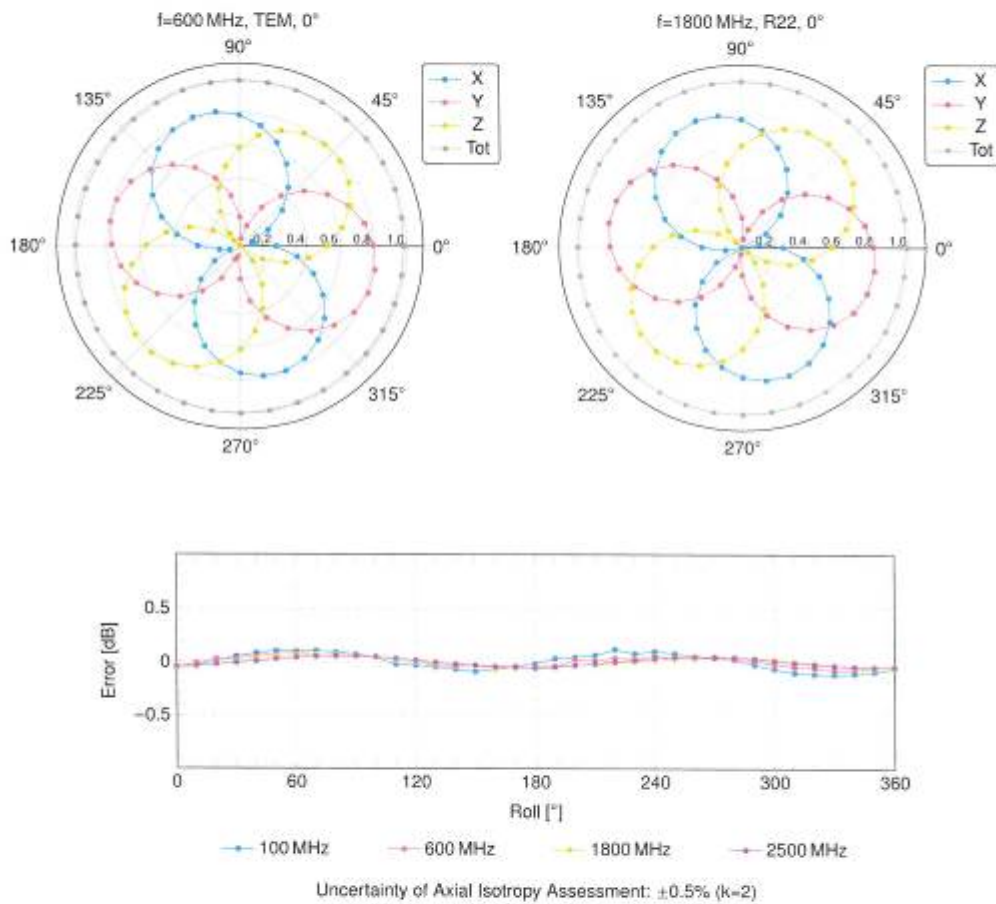 f=600 MHz, TEM, 0°
90°
135°
45°
X
Y
Z
Tot
180°
0.2 0.4 0.6 0.8 1.0
0°
225°
315°
270°
f=1800 MHz, R22, 0°
90°
135°
45°
X
Y
Z
Tot
180°
0.2 0.4 0.6 0.8 1.0
0°
225°
315°
270°
Error [dB]
0.5
0
−0.5
0 60 120 180 240 300 360
Roll [°]
100 MHz 600 MHz 1800 MHz 2500 MHz
Uncertainty of Axial Isotropy Assessment: ±0.5% (k=2)